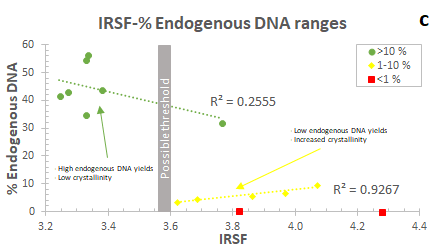 IRSF-% Endogenous DNA ranges
C
% Endogenous DNA
60
50
40
30
20
10
0
>10 %
1-10 %
<1 %
R² = 0.2555
Possible threshold
• High endogenous DNA yields
• Low crystallinity
• Low endogenous DNA yields
• Increased crystallinity
R² = 0.9267
3.2
3.4
3.6
3.8
4.0
4.2
4.4
IRSF